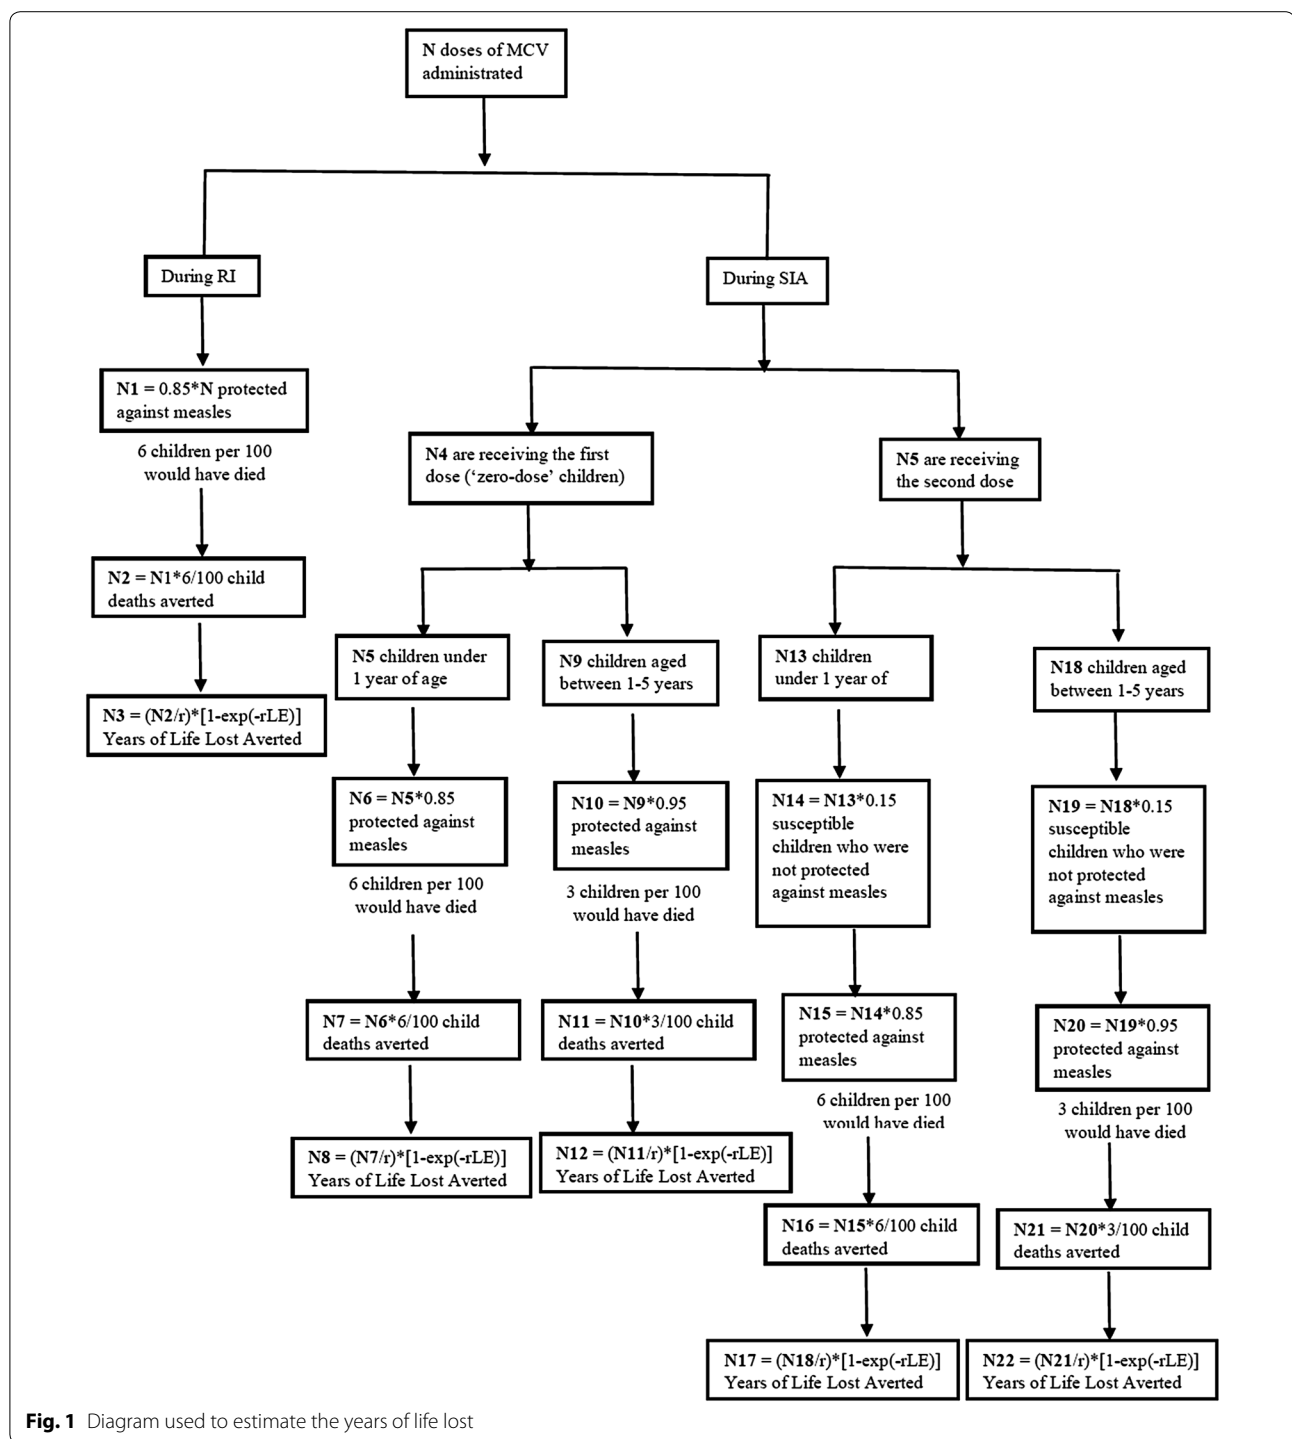 N doses of MCV
administrated
During RI
During SIA
N1 = 0.85*N protected
against measles
6 children per 100
would have died
N2 = N1*6/100 child
deaths averted
N3 = (N2/r)*[1-exp(-rLE)]
Years of Life Lost Averted
N4 are receiving the first
dose (‘zero-dose’ children)
N5 are receiving
the second dose
N5 children under
1 year of age
N6 = N5*0.85
protected against
measles
6 children per 100
would have died
N7 = N6*6/100 child
deaths averted
N8 = (N7/r)*[1-exp(-rLE)]
Years of Life Lost Averted
N9 children aged
between 1-5 years
N10 = N9*0.95
protected against
measles
3 children per 100
would have died
N11 = N10*3/100 child
deaths averted
N12 = (N11/r)*[1-exp(-rLE)]
Years of Life Lost Averted
N13 children
under 1 year of
N14 = N13*0.15
susceptible
children who were
not protected
against measles
N15 = N14*0.85
protected against
measles
6 children per 100
would have died
N16 = N15*6/100 child
deaths averted
N17 = (N18/r)*[1-exp(-rLE)]
Years of Life Lost Averted
N18 children aged
between 1-5 years
N19 = N18*0.15
susceptible
children who were
not protected
against measles
N20 = N19*0.95
protected against
measles
3 children per 100
would have died
N21 = N20*3/100 child
deaths averted
N22 = (N21/r)*[1-exp(-rLE)]
Years of Life Lost Averted
Fig. 1 Diagram used to estimate the years of life lost